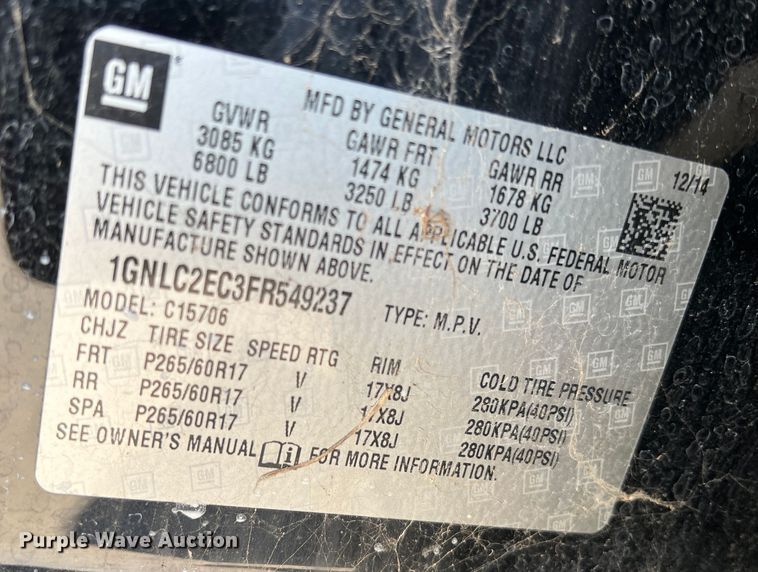 GM
MFD BY GENERAL MOTORS LLC
12/14
GVWR GAWR FRT GAWR RR
3085 KG 1474 KG 1678 KG
6800 LB 3250 LB 3700 LB
THIS VEHICLE CONFORMS TO ALL APPLICABLE U.S. FEDERAL MOTOR
VEHICLE SAFETY STANDARDS IN EFFECT ON THE DATE OF
MANUFACTURE SHOWN ABOVE.
1GNLC2EC3FR549237 TYPE: M.P.V.
MODEL: C15706
CHJZ TIRE SIZE SPEED RTG RIM COLD TIRE PRESSURE
FRT P265/60R17 V 17X8J 280KPA(40PSI)
RR P265/60R17 V 17X8J 280KPA(40PSI)
SPA P265/60R17 V 17X8J 280KPA(40PSI)
SEE OWNER'S MANUAL i FOR MORE INFORMATION.
Purple Wave Auction